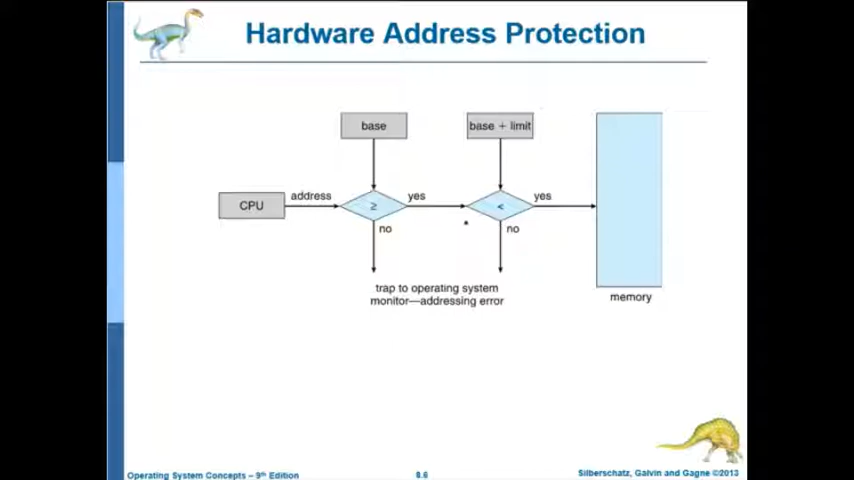 Hardware Address Protection
base
base + limit
address
yes
yes
CPU
≥
<
no
no
trap to operating system
monitor—addressing error
memory
Operating System Concepts – 9th Edition
8.6
Silberschatz, Galvin and Gagne ©2013